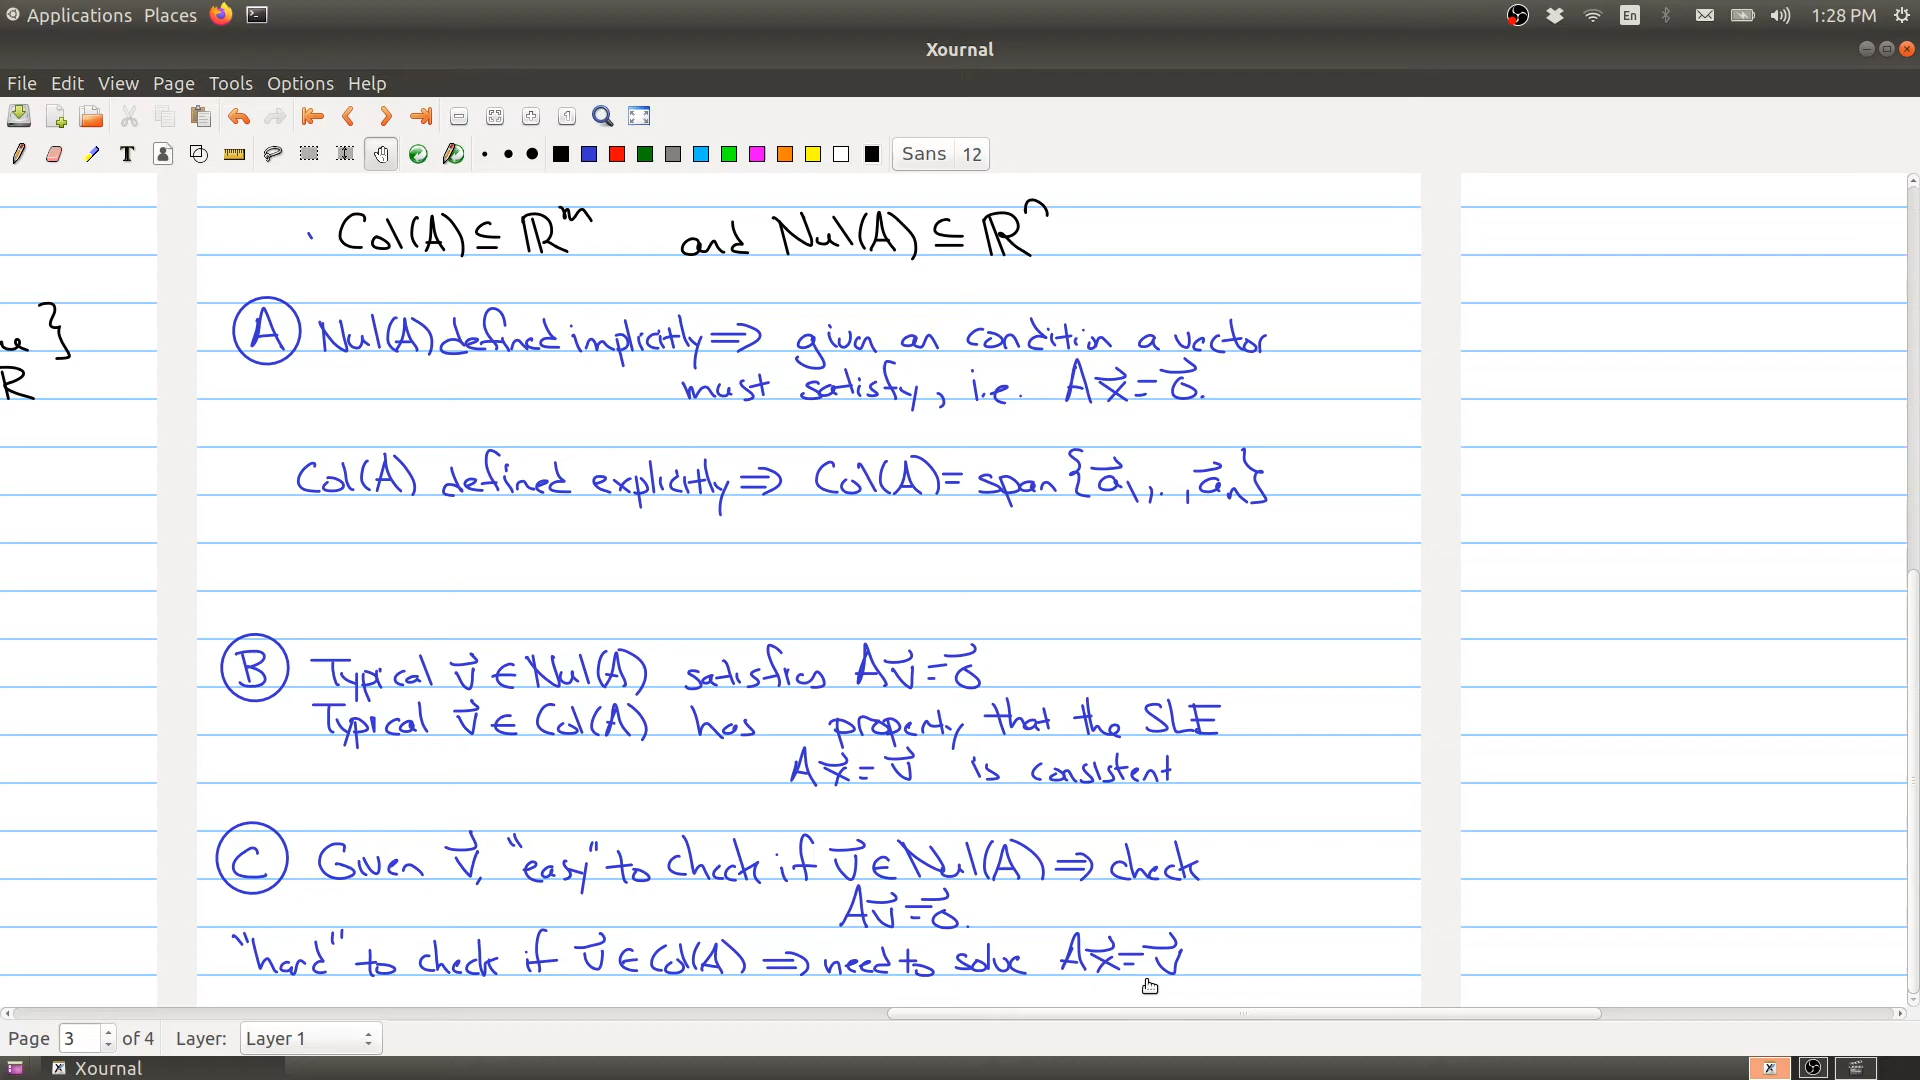 Applications Places En 1:28 PM
Xournal
File Edit View Page Tools Options Help
T Sans 12
· Col(A) ⊆ ℝᵐ and Nul(A) ⊆ ℝⁿ
u }
R
(A) Nul(A) defined implicitly ⟹ given an condition a vector
must satisfy, i.e. Ax⃗ = 0⃗.
Col(A) defined explicitly ⟹ Col(A) = span {a⃗₁, .. , a⃗ₙ}
(B) Typical v⃗ ∈ Nul(A) satisfies Av⃗ = 0⃗
Typical v⃗ ∈ Col(A) has property that the SLE
Ax⃗ = v⃗ is consistent
(C) Given v⃗, "easy" to check if v⃗ ∈ Nul(A) ⟹ check
Av⃗ = 0⃗.
"hard" to check if v⃗ ∈ Col(A) ⟹ need to solve Ax⃗ = v⃗
Page 3 of 4 Layer: Layer 1
Xournal